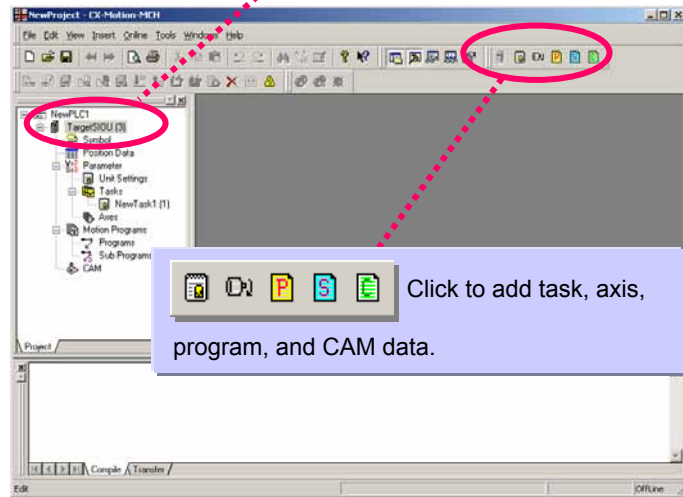 NewProject - CX-Motion-MCH
File Edit View Insert Online Tools Window Help
NewPLC1
TargetSIOU (3)
Symbol
Position Data
Parameter
Unit Settings
Tasks
NewTask1 (1)
Axes
Motion Programs
Programs
Sub Programs
CAM
P S Click to add task, axis,
program, and CAM data.
Project
Compile Transfer
Edit OffLine